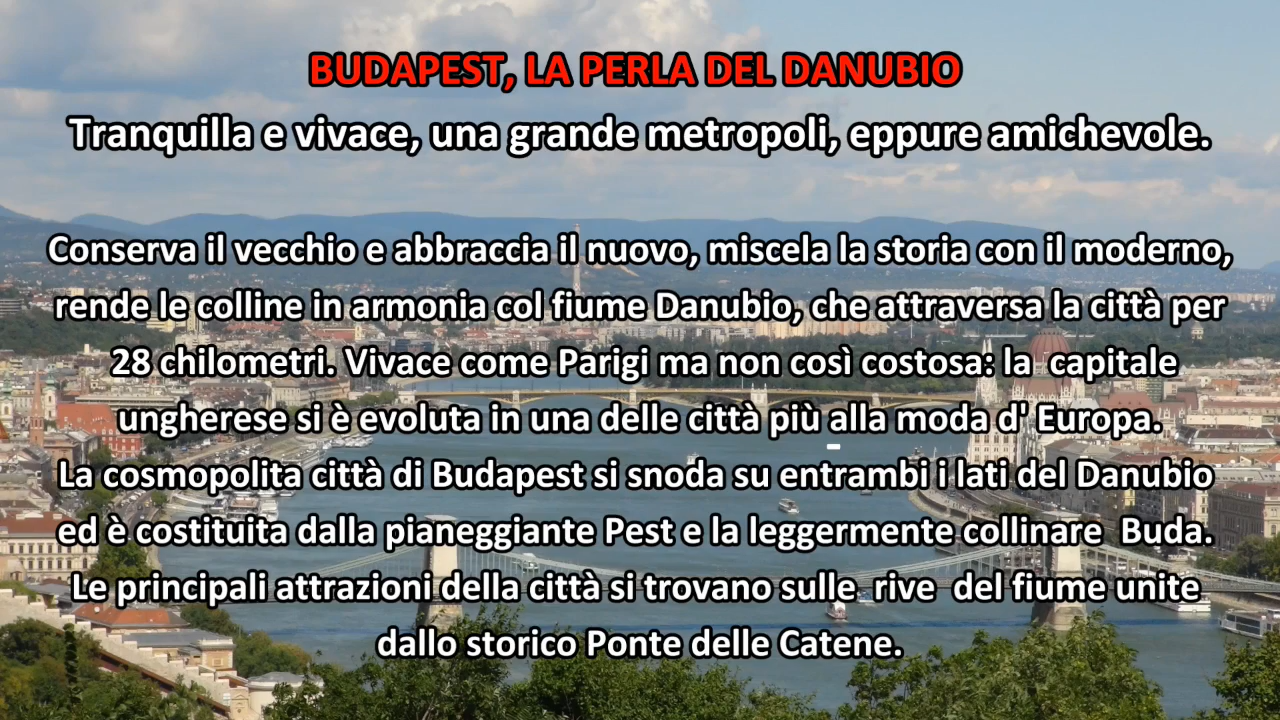 BUDAPEST, LA PERLA DEL DANUBIO
Tranquilla e vivace, una grande metropoli, eppure amichevole.
Conserva il vecchio e abbraccia il nuovo, miscela la storia con il moderno,
rende le colline in armonia col fiume Danubio, che attraversa la città per
28 chilometri. Vivace come Parigi ma non così costosa: la  capitale
ungherese si è evoluta in una delle città più alla moda d' Europa.
La cosmopolita città di Budapest si snoda su entrambi i lati del Danubio
ed è costituita dalla pianeggiante Pest e la leggermente collinare  Buda.
Le principali attrazioni della città si trovano sulle  rive  del fiume unite
dallo storico Ponte delle Catene.